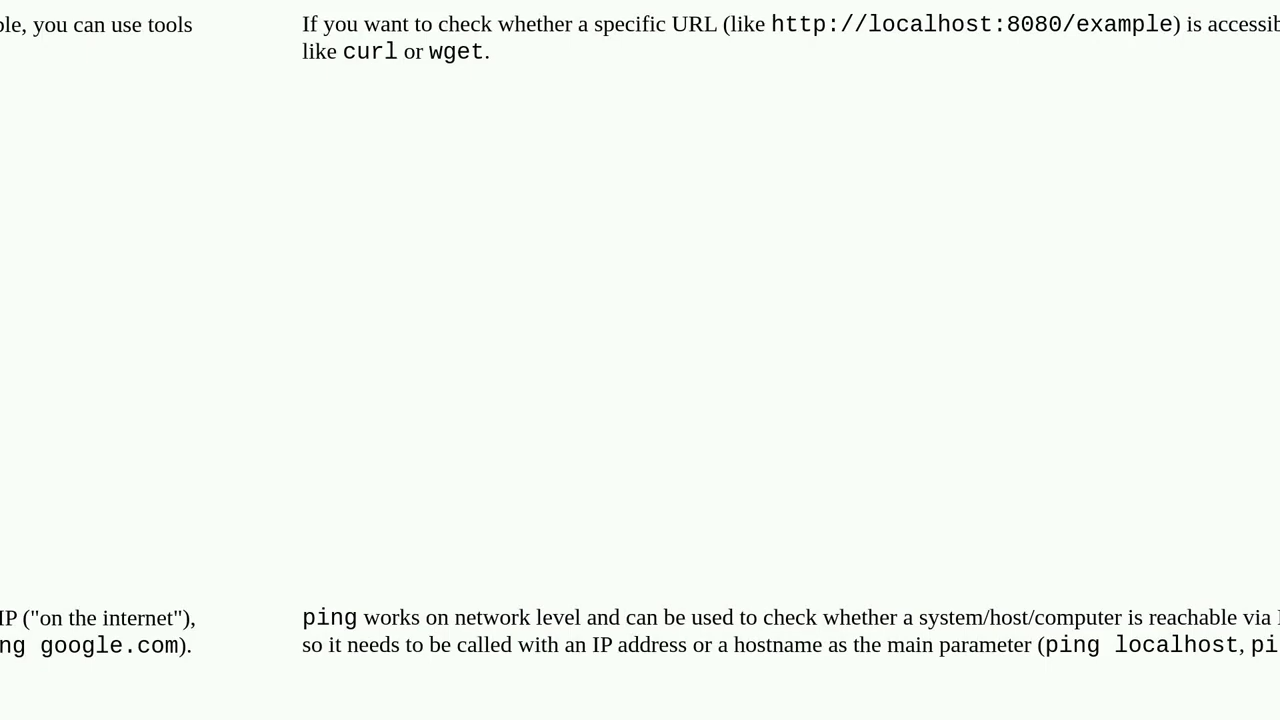 ble, you can use tools
If you want to check whether a specific URL (like http://localhost:8080/example) is accessib
like curl or wget.
IP ("on the internet"),
ng google.com).
ping works on network level and can be used to check whether a system/host/computer is reachable via I
so it needs to be called with an IP address or a hostname as the main parameter (ping localhost, pi